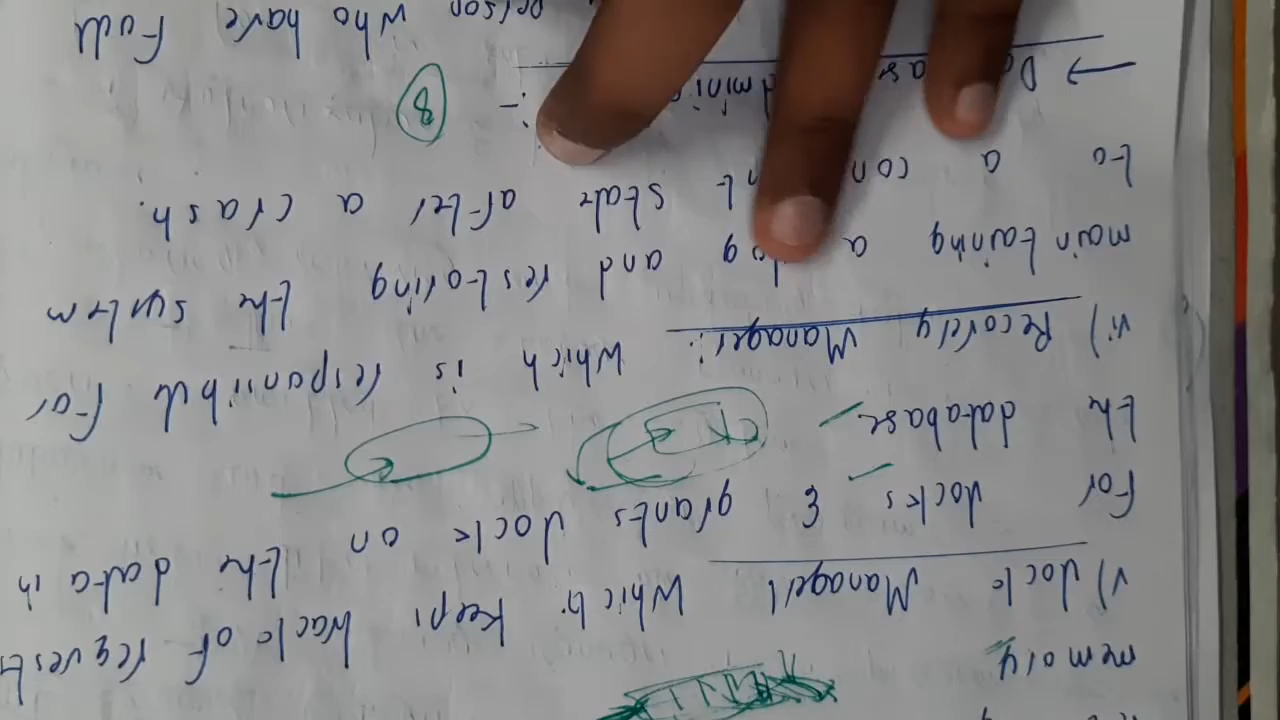 memory
v) Lock Manager which keeps track of requests
for locks & grants lock on the data in
the database
vi) Recovery Manager: which is responsible for
maintaining a log and restoring the system
to a state after a crash.
→ :- 8
person who have full